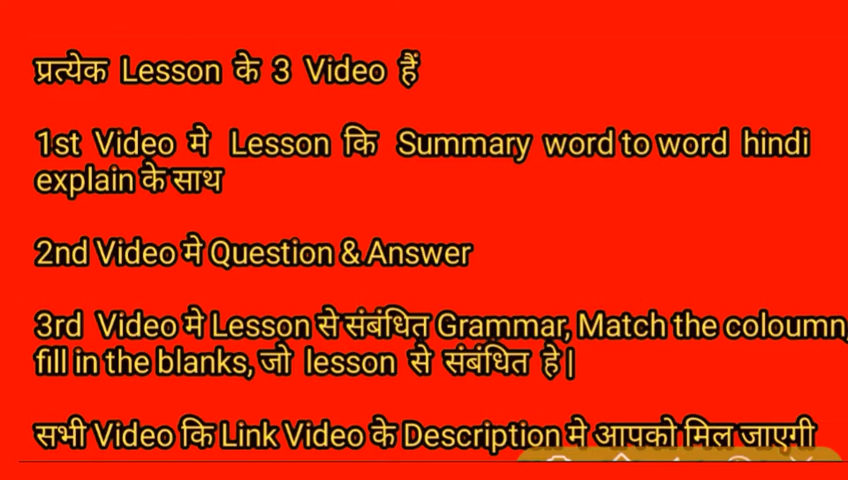 प्रत्येक Lesson के 3 Video हैं
1st Video मे Lesson कि Summary word to word hindi
explain के साथ
2nd Video मे Question & Answer
3rd Video मे Lesson से संबंधित Grammar, Match the coloumn,
fill in the blanks, जो lesson से संबंधित हे |
सभी Video कि Link Video के Description मे आपको मिल जाएगी